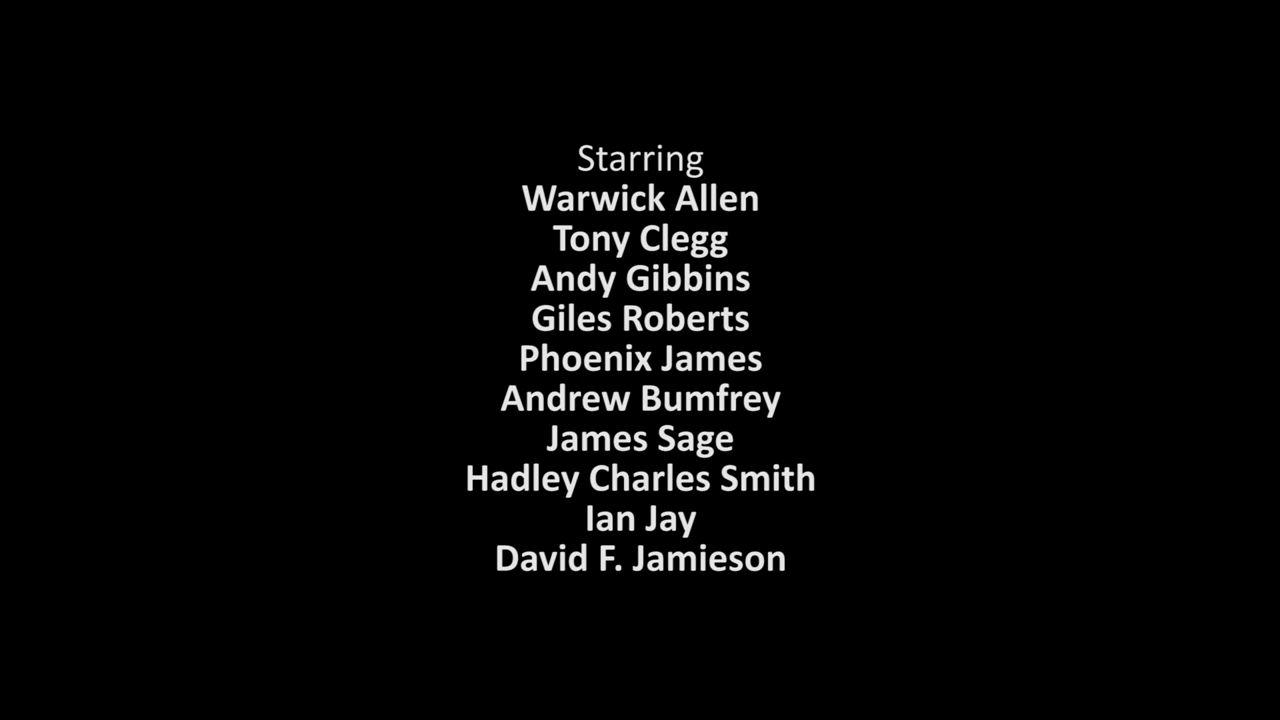 Starring
Warwick Allen
Tony Clegg
Andy Gibbins
Giles Roberts
Phoenix James
Andrew Bumfrey
James Sage
Hadley Charles Smith
Ian Jay
David F. Jamieson